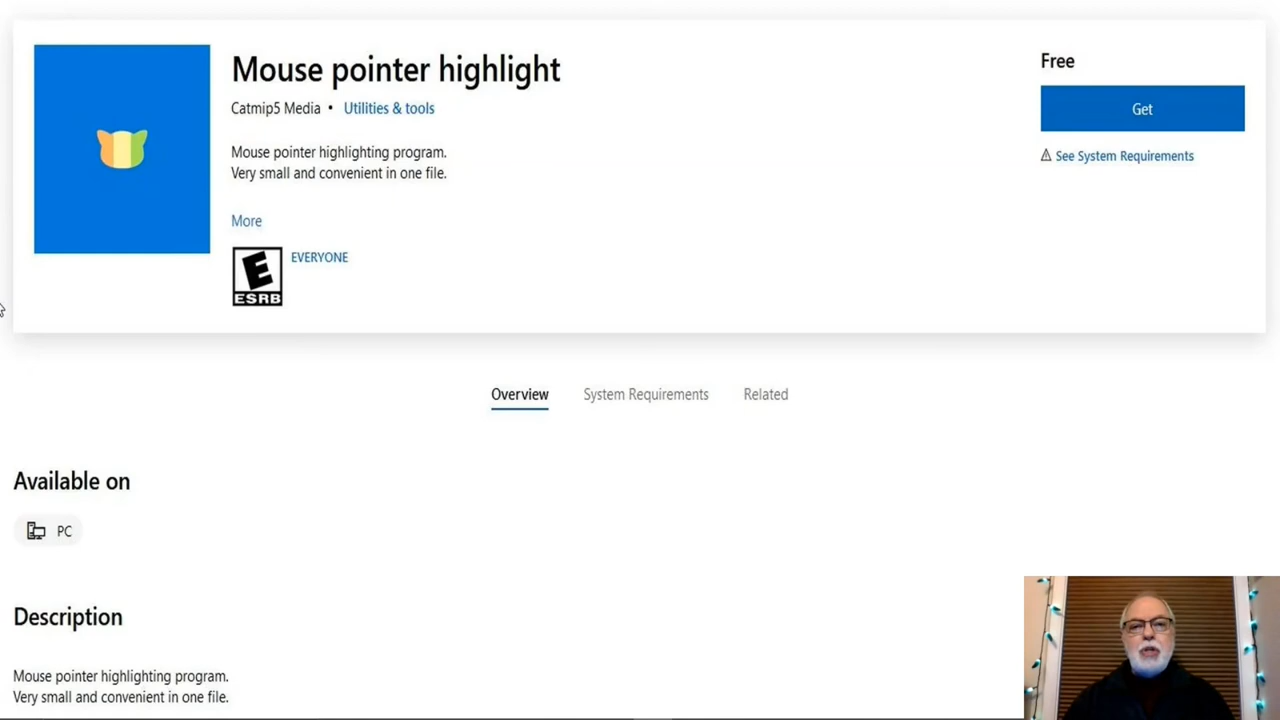 Mouse pointer highlight
Catmip5 Media • Utilities & tools
Mouse pointer highlighting program.
Very small and convenient in one file.
More
E
ESRB
EVERYONE
Free
Get
See System Requirements
Overview System Requirements Related
Available on
PC
Description
Mouse pointer highlighting program.
Very small and convenient in one file.